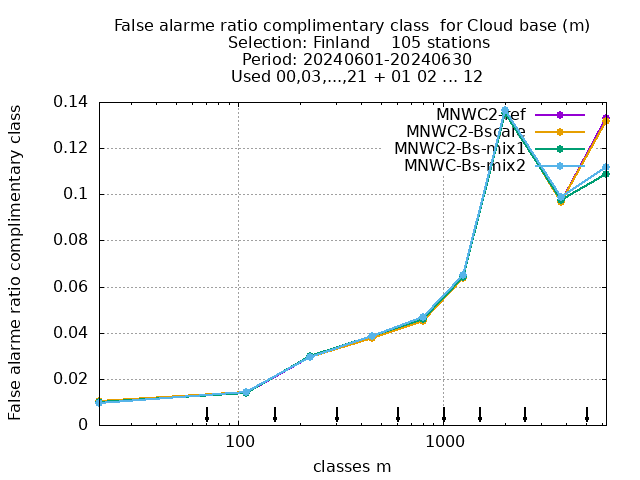 False alarme ratio complimentary class  for Cloud base (m)
Selection: Finland    105 stations
Period: 20240601-20240630
Used 00,03,...,21 + 01 02 ... 12
False alarme ratio complimentary class
0.14
0.12
0.1
0.08
0.06
0.04
0.02
0
MNWC2-ref
MNWC2-Bscale
MNWC2-Bs-mix1
MNWC-Bs-mix2
100
1000
classes m